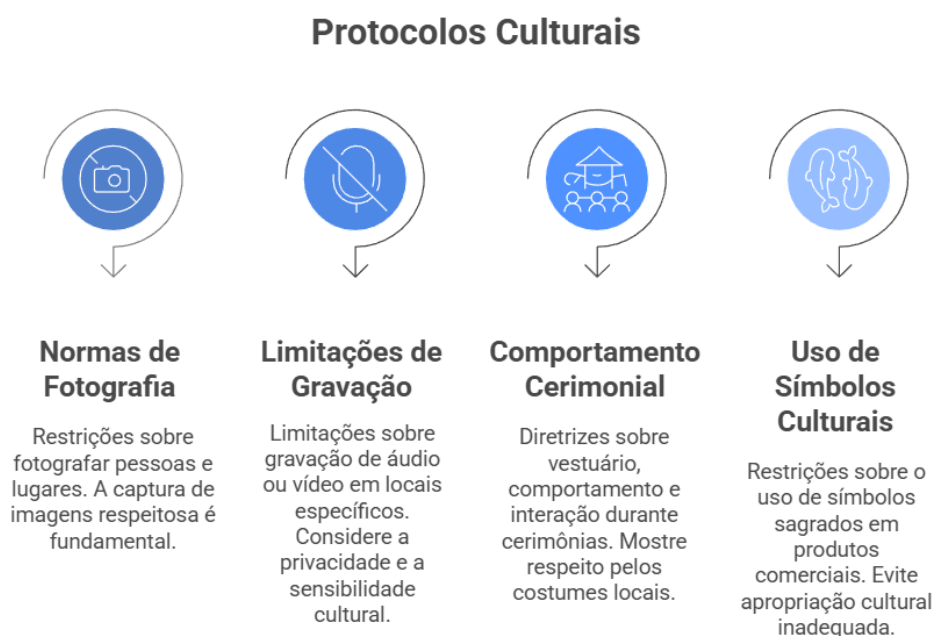 Protocolos Culturais
Normas de
Fotografia
Restrições sobre
fotografar pessoas e
lugares. A captura de
imagens respeitosa é
fundamental.
Limitações de
Gravação
Limitações sobre
gravação de áudio
ou vídeo em locais
específicos.
Considere a
privacidade e a
sensibilidade
cultural.
Comportamento
Cerimonial
Diretrizes sobre
vestuário,
comportamento e
interação durante
cerimônias. Mostre
respeito pelos
costumes locais.
Uso de
Símbolos
Culturais
Restrições sobre o
uso de símbolos
sagrados em
produtos
comerciais. Evite
apropriação cultural
inadequada.